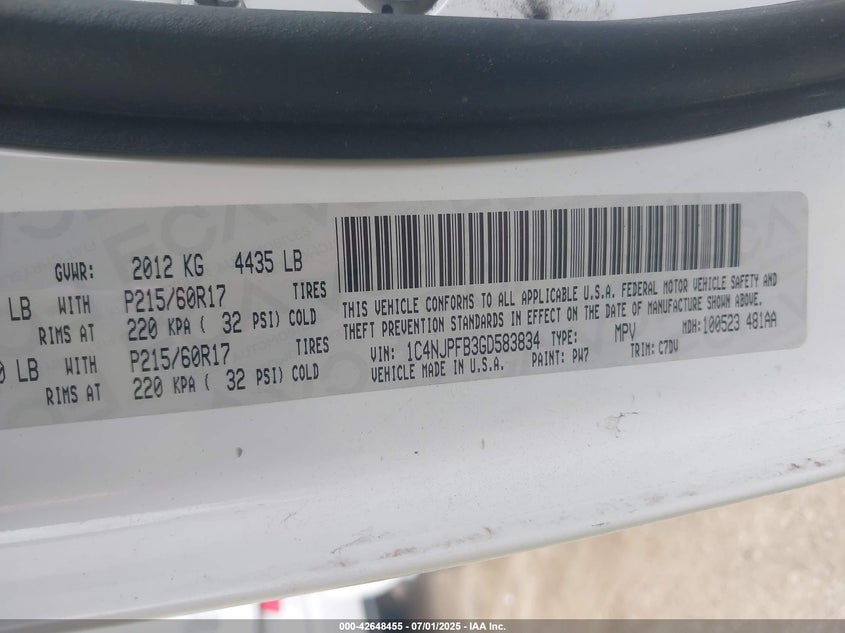 GVWR: 2012 KG 4435 LB
LB WITH P215/60R17 TIRES
RIMS AT 220 KPA ( 32 PSI) COLD
LB WITH P215/60R17 TIRES
RIMS AT 220 KPA ( 32 PSI) COLD
THIS VEHICLE CONFORMS TO ALL APPLICABLE U.S.A. FEDERAL MOTOR VEHICLE SAFETY AND
THEFT PREVENTION STANDARDS IN EFFECT ON THE DATE OF MANUFACTURE SHOWN ABOVE.
VIN: 1C4NJPFB3GD583834 TYPE: MPV MDH: 100523 481AA
VEHICLE MADE IN U.S.A. PAINT: PW7 TRIM: C7DV
000-42648455 - 07/01/2025 - IAA Inc.